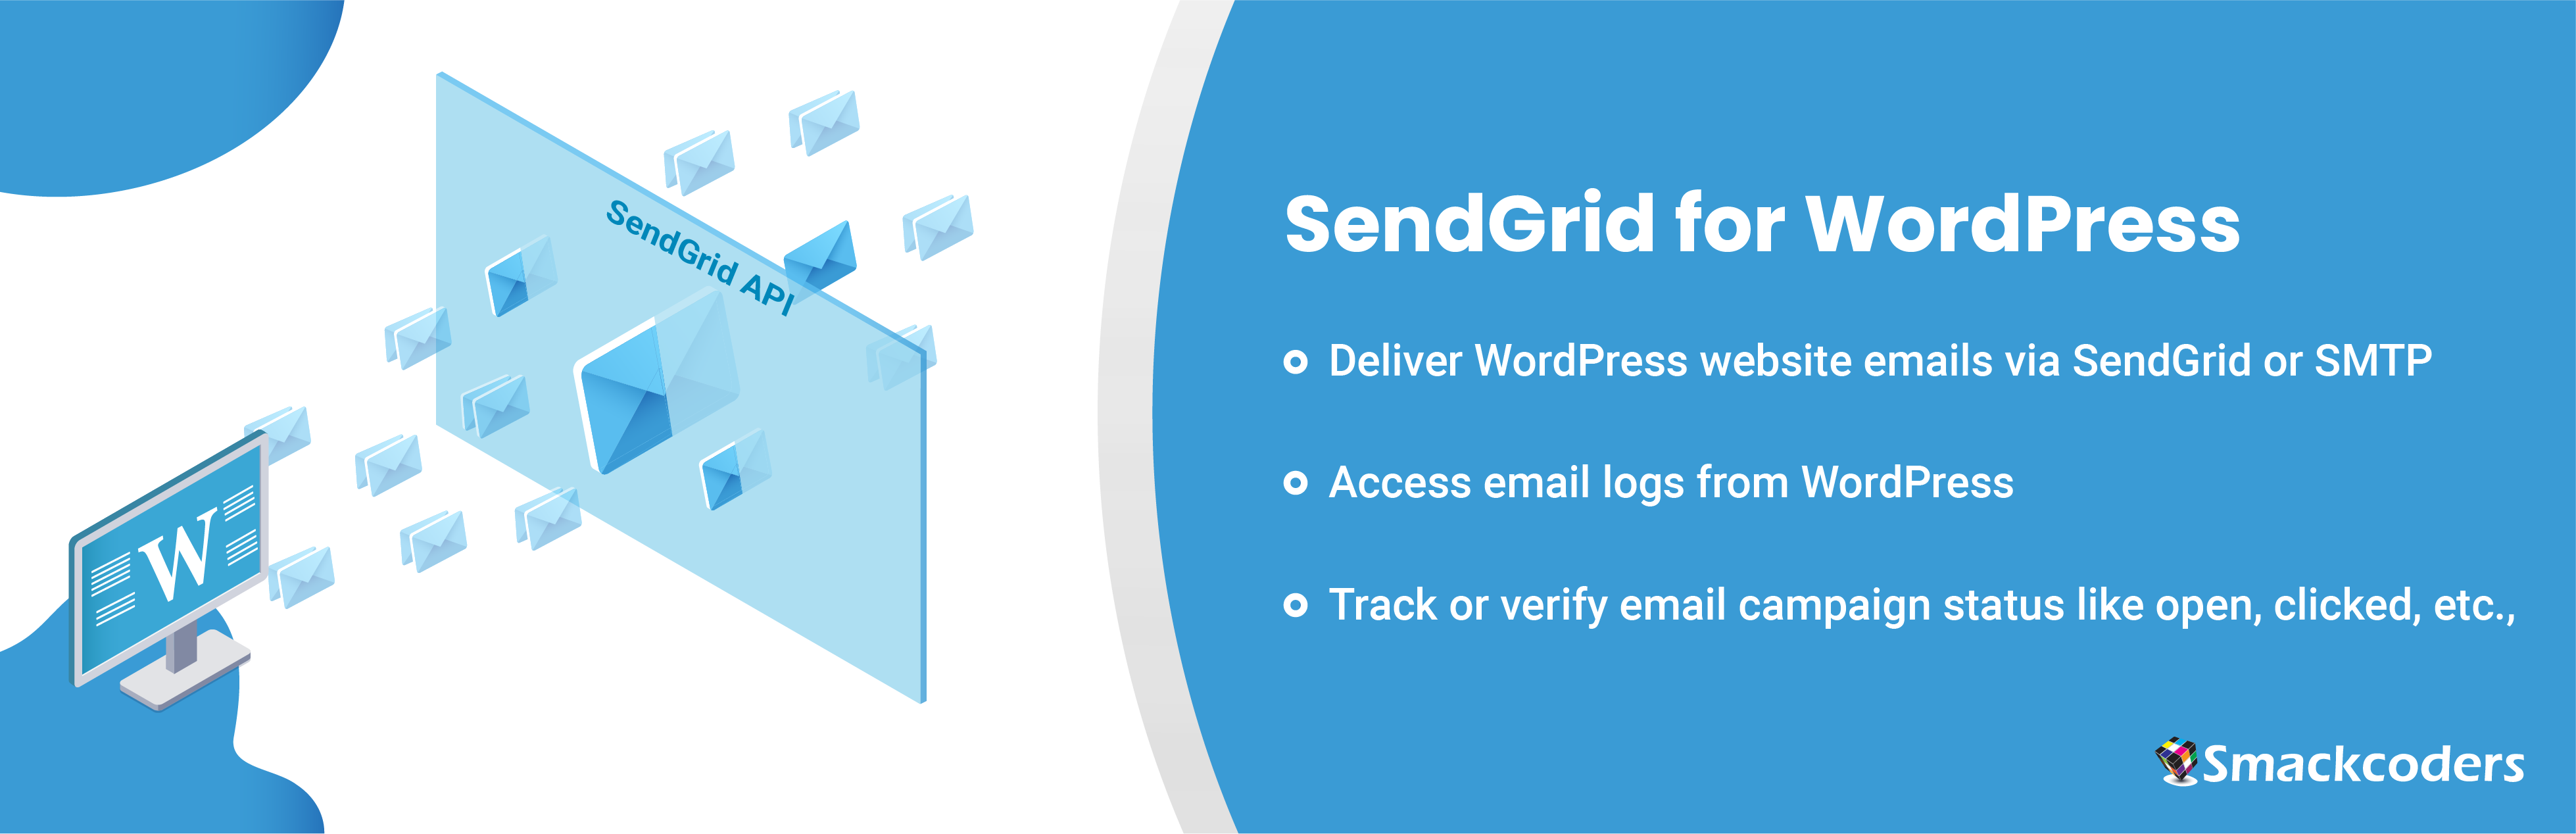 SendGrid API
W
SendGrid for WordPress
Deliver WordPress website emails via SendGrid or SMTP
Access email logs from WordPress
Track or verify email campaign status like open, clicked, etc.,
Smackcoders